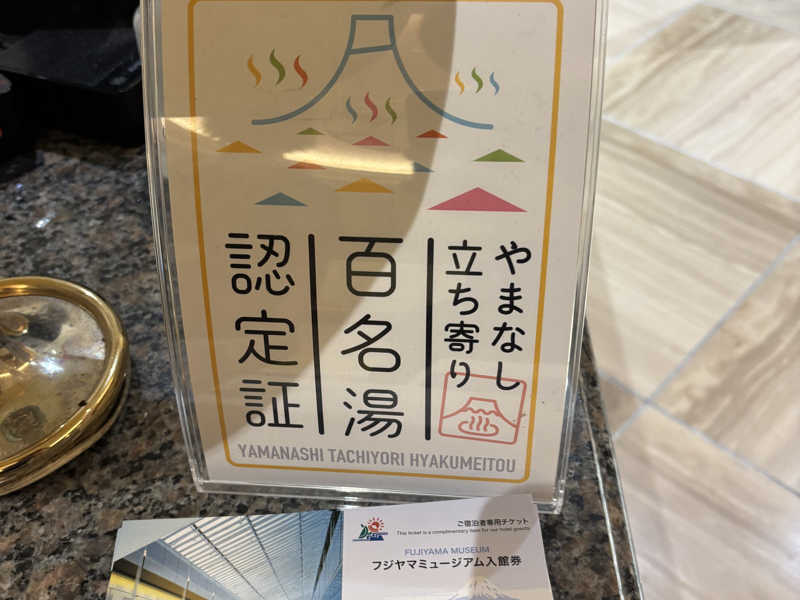 やまなし
立ち寄り
百名湯
認定証
YAMANASHI TACHIYORI HYAKUMEITOU
ご宿泊者専用チケット
This ticket is a complimentary item for our hotel guests
FUJIYAMA MUSEUM
フジヤマミュージアム入館券